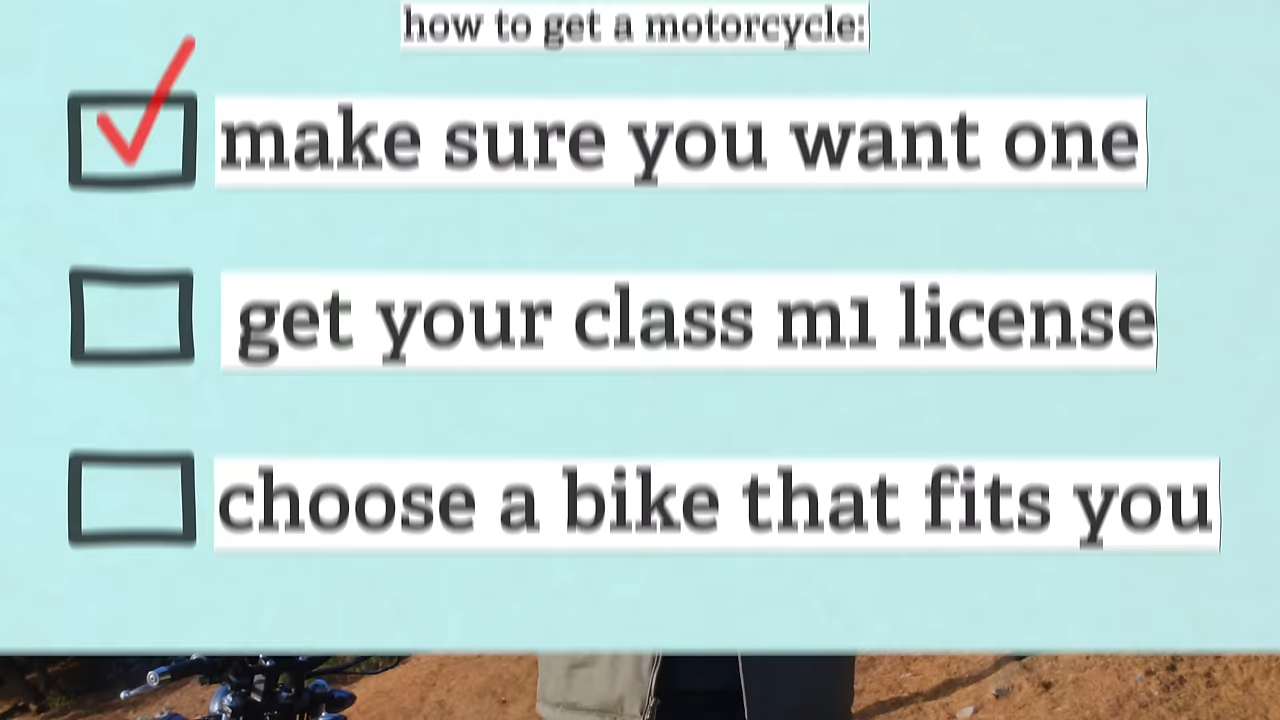 how to get a motorcycle:
make sure you want one
get your class m1 license
choose a bike that fits you